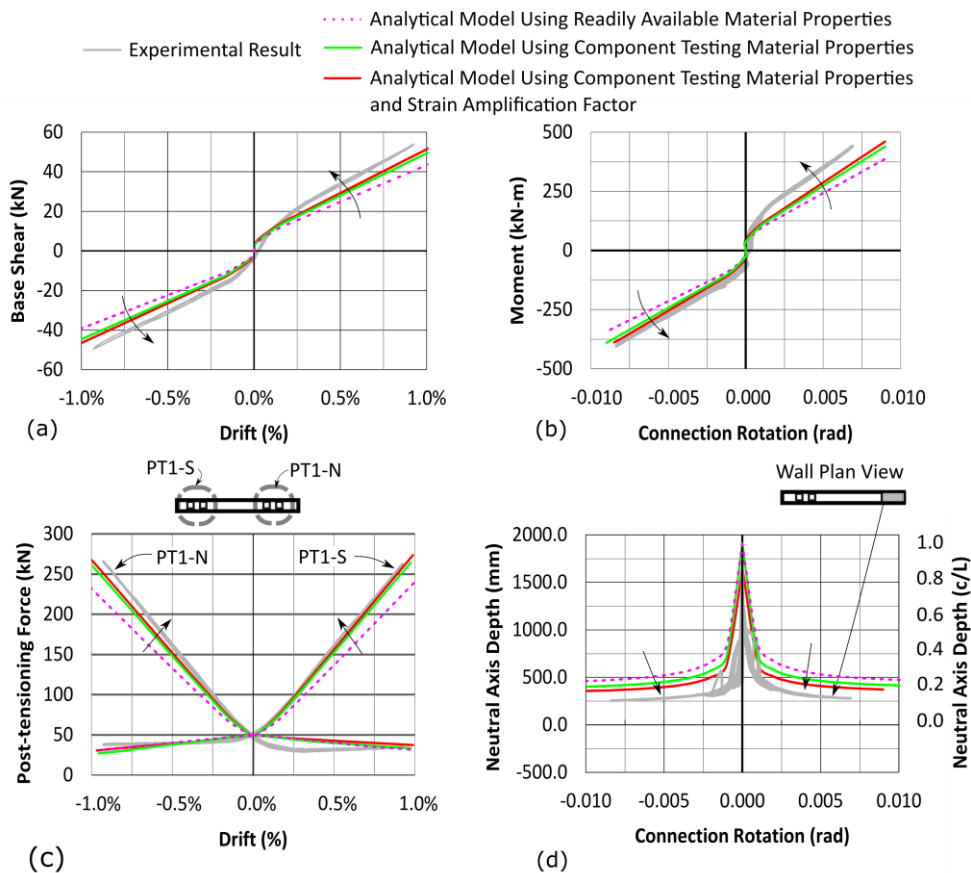 Analytical Model Using Readily Available Material Properties
Experimental Result
Analytical Model Using Component Testing Material Properties
Analytical Model Using Component Testing Material Properties
and Strain Amplification Factor
60
40
20
0
-20
-40
-60
Base Shear (kN)
-1.0%
-0.5%
0.0%
0.5%
1.0%
Drift (%)
(a)
500
250
0
-250
-500
Moment (kN-m)
-0.010
-0.005
0.000
0.005
0.010
Connection Rotation (rad)
(b)
PT1-S
PT1-N
300
250
200
150
100
50
0
Post-tensioning Force (kN)
PT1-N
PT1-S
-1.0%
-0.5%
0.0%
0.5%
1.0%
Drift (%)
(c)
Wall Plan View
2000.0
1500.0
1000.0
500.0
0.0
500.0
Neutral Axis Depth (mm)
1.0
0.8
0.6
0.4
0.2
0.0
Neutral Axis Depth (c/L)
-0.010
-0.005
0.000
0.005
0.010
Connection Rotation (rad)
(d)